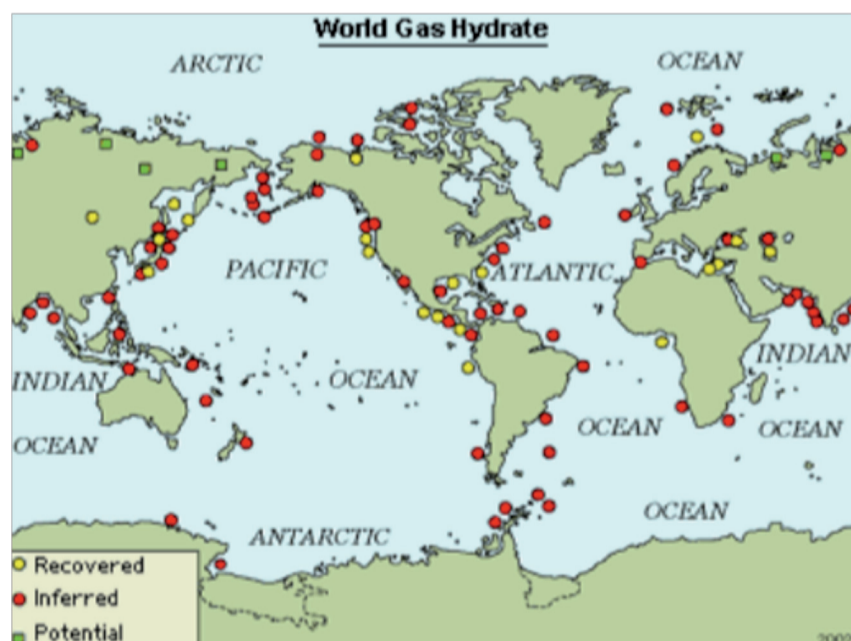 World Gas Hydrate
ARCTIC
OCEAN
PACIFIC
ATLANTIC
INDIAN
OCEAN
INDIAN
OCEAN
OCEAN
OCEAN
OCEAN
ANTARCTIC
Recovered
Inferred
Potential